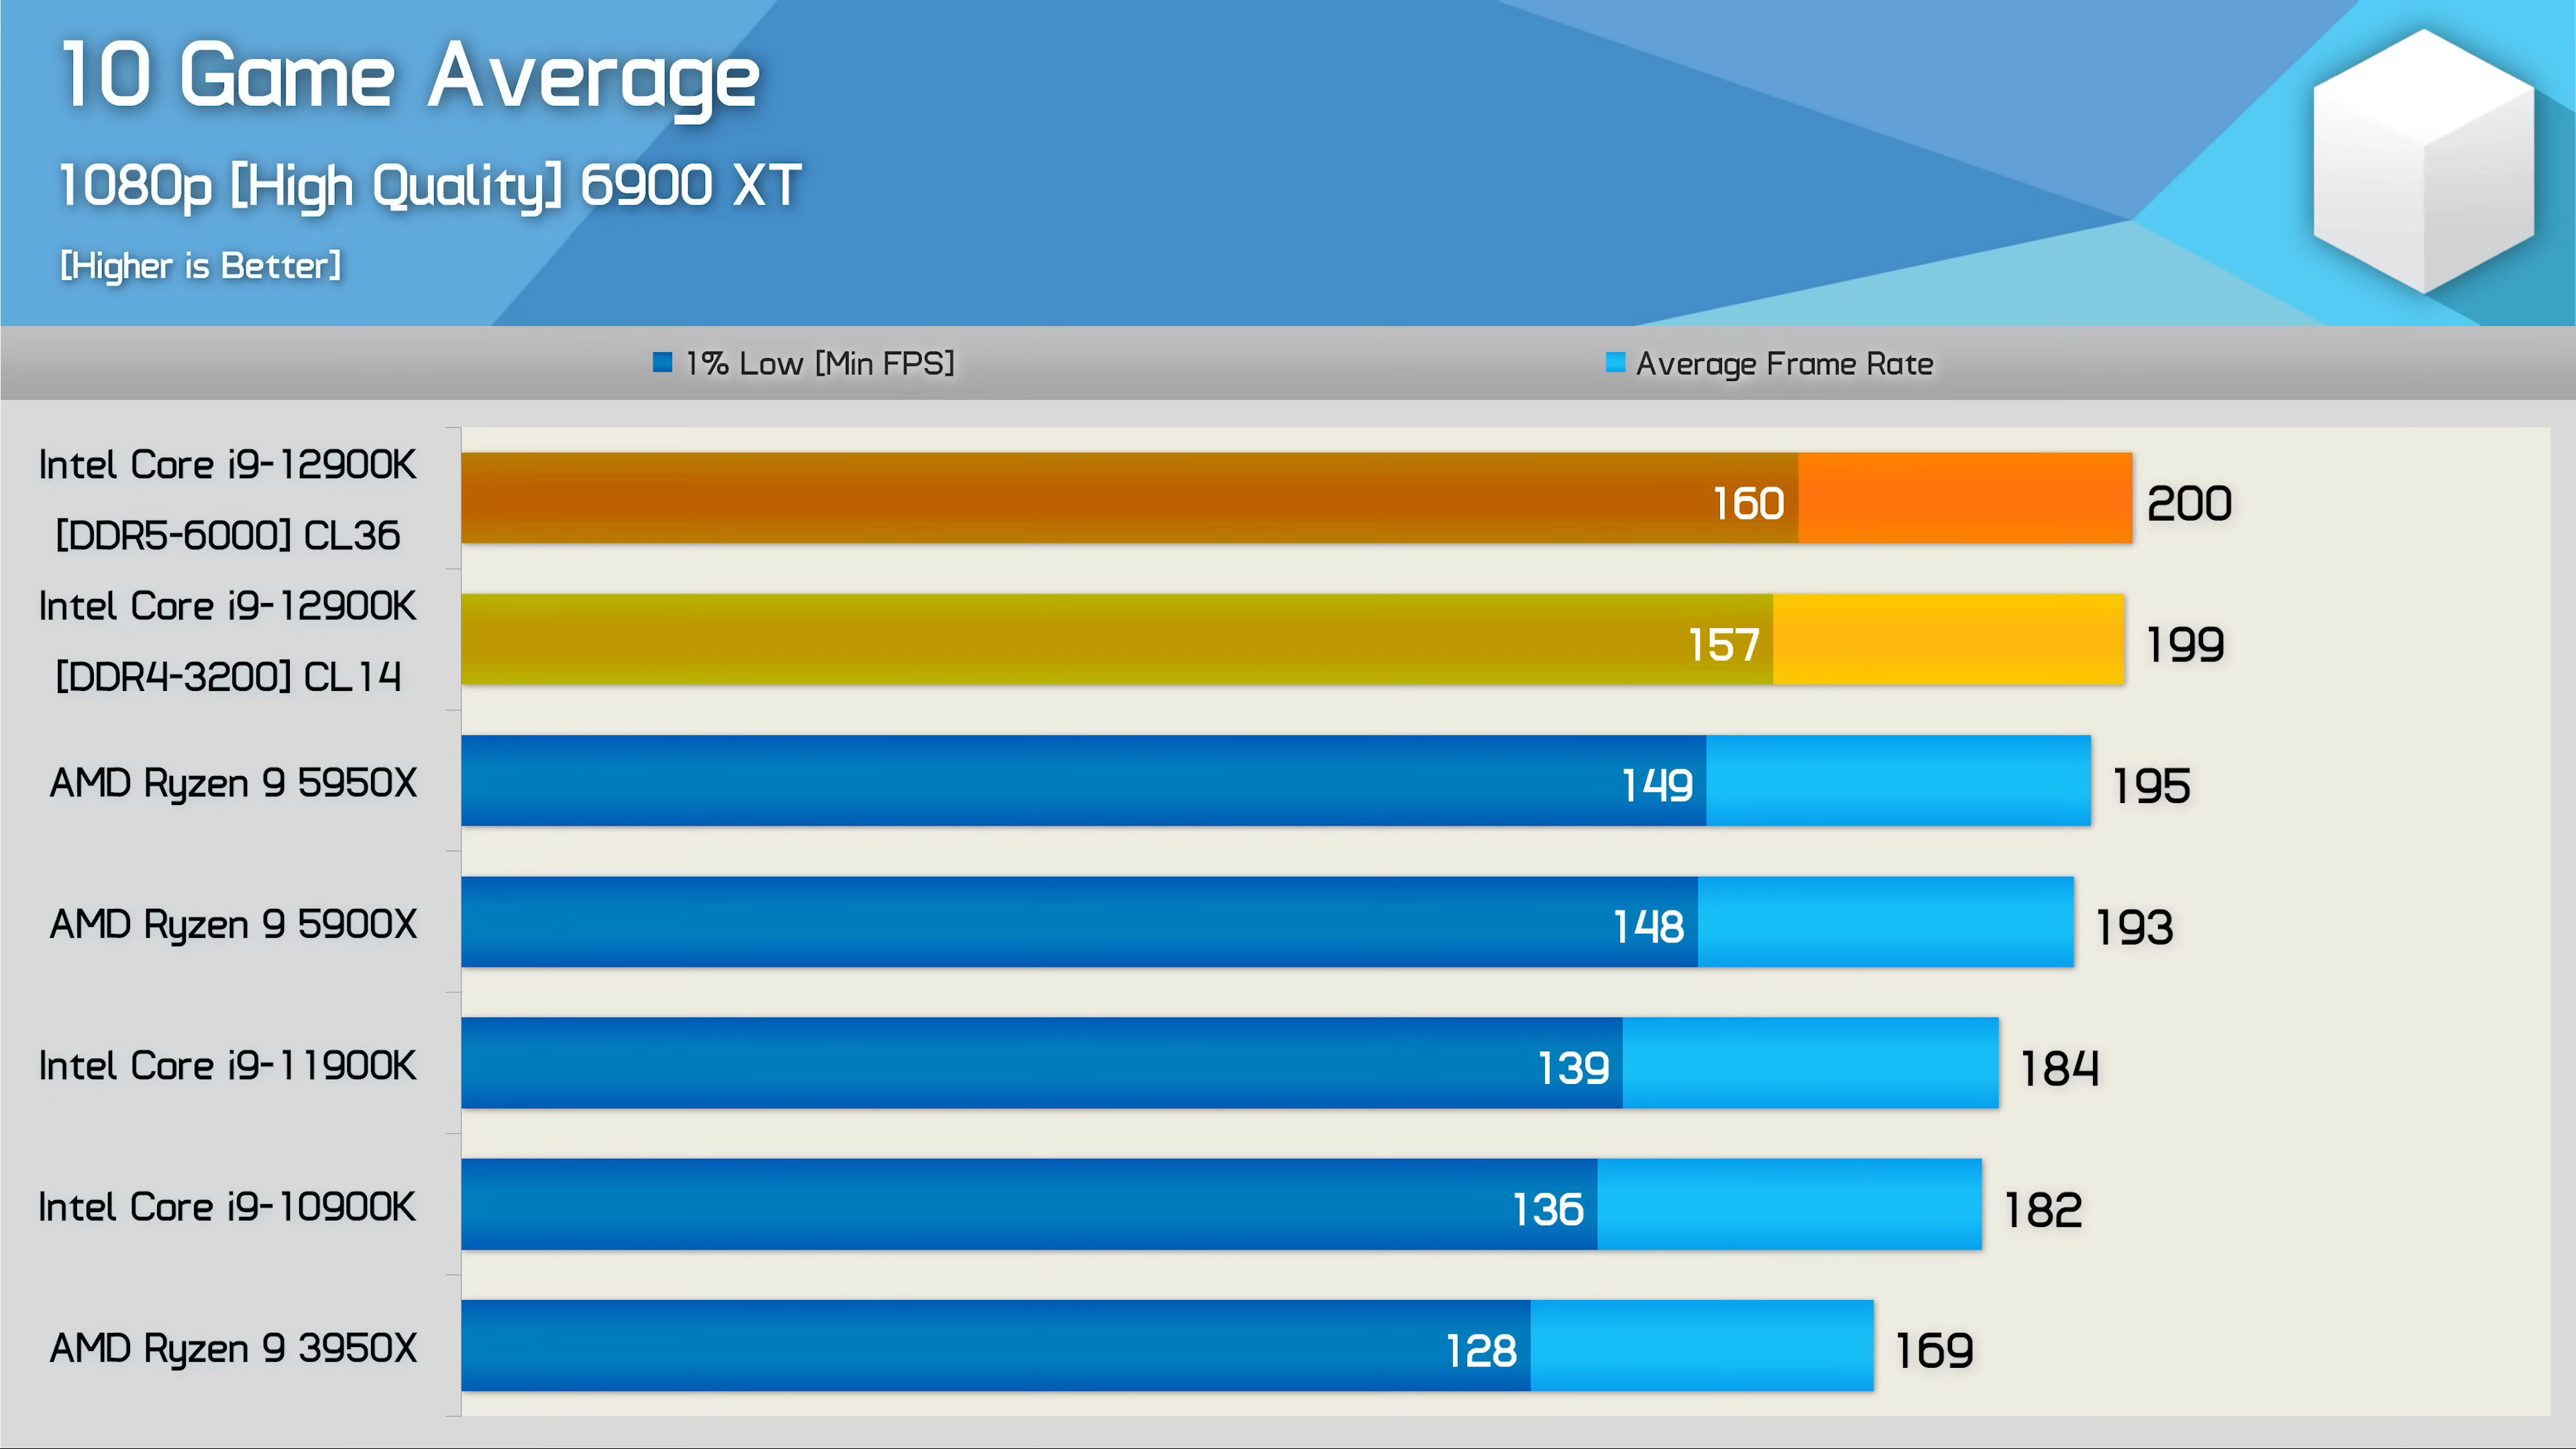 10 Game Average
1080p [High Quality] 6900 XT
[Higher is Better]
1% Low [Min FPS]
Average Frame Rate
Intel Core i9-12900K
[DDR5-6000] CL36
160
200
Intel Core i9-12900K
[DDR4-3200] CL14
157
199
AMD Ryzen 9 5950X
149
195
AMD Ryzen 9 5900X
148
193
Intel Core i9-11900K
139
184
Intel Core i9-10900K
136
182
AMD Ryzen 9 3950X
128
169